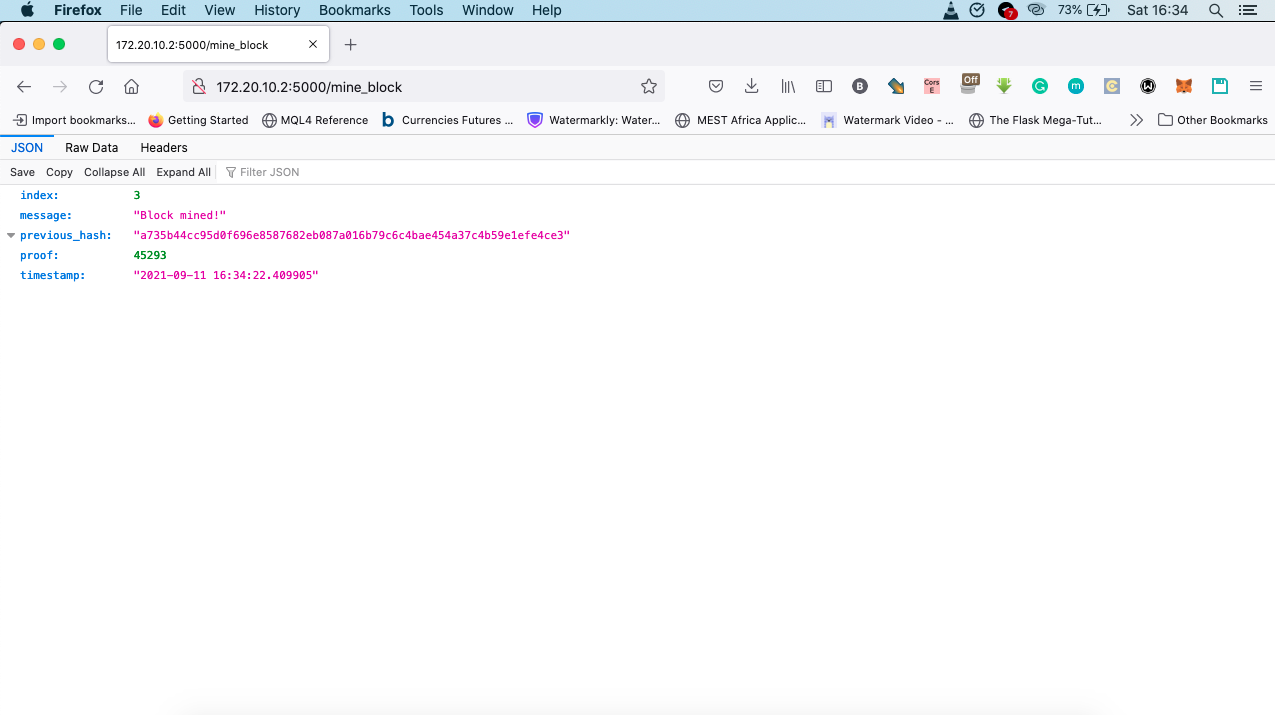 Firefox File Edit View History Bookmarks Tools Window Help 7 73% Sat 16:34
172.20.10.2:5000/mine_block
172.20.10.2:5000/mine_block B Cors E Off G m C W
Import bookmarks... Getting Started MQL4 Reference b Currencies Futures ... Watermarkly: Water... MEST Africa Applic... Watermark Video - ... The Flask Mega-Tut... Other Bookmarks
JSON Raw Data Headers
Save Copy Collapse All Expand All Filter JSON
index: 3
message: "Block mined!"
previous_hash: "a735b44cc95d0f696e8587682eb087a016b79c6c4bae454a37c4b59e1efe4ce3"
proof: 45293
timestamp: "2021-09-11 16:34:22.409905"